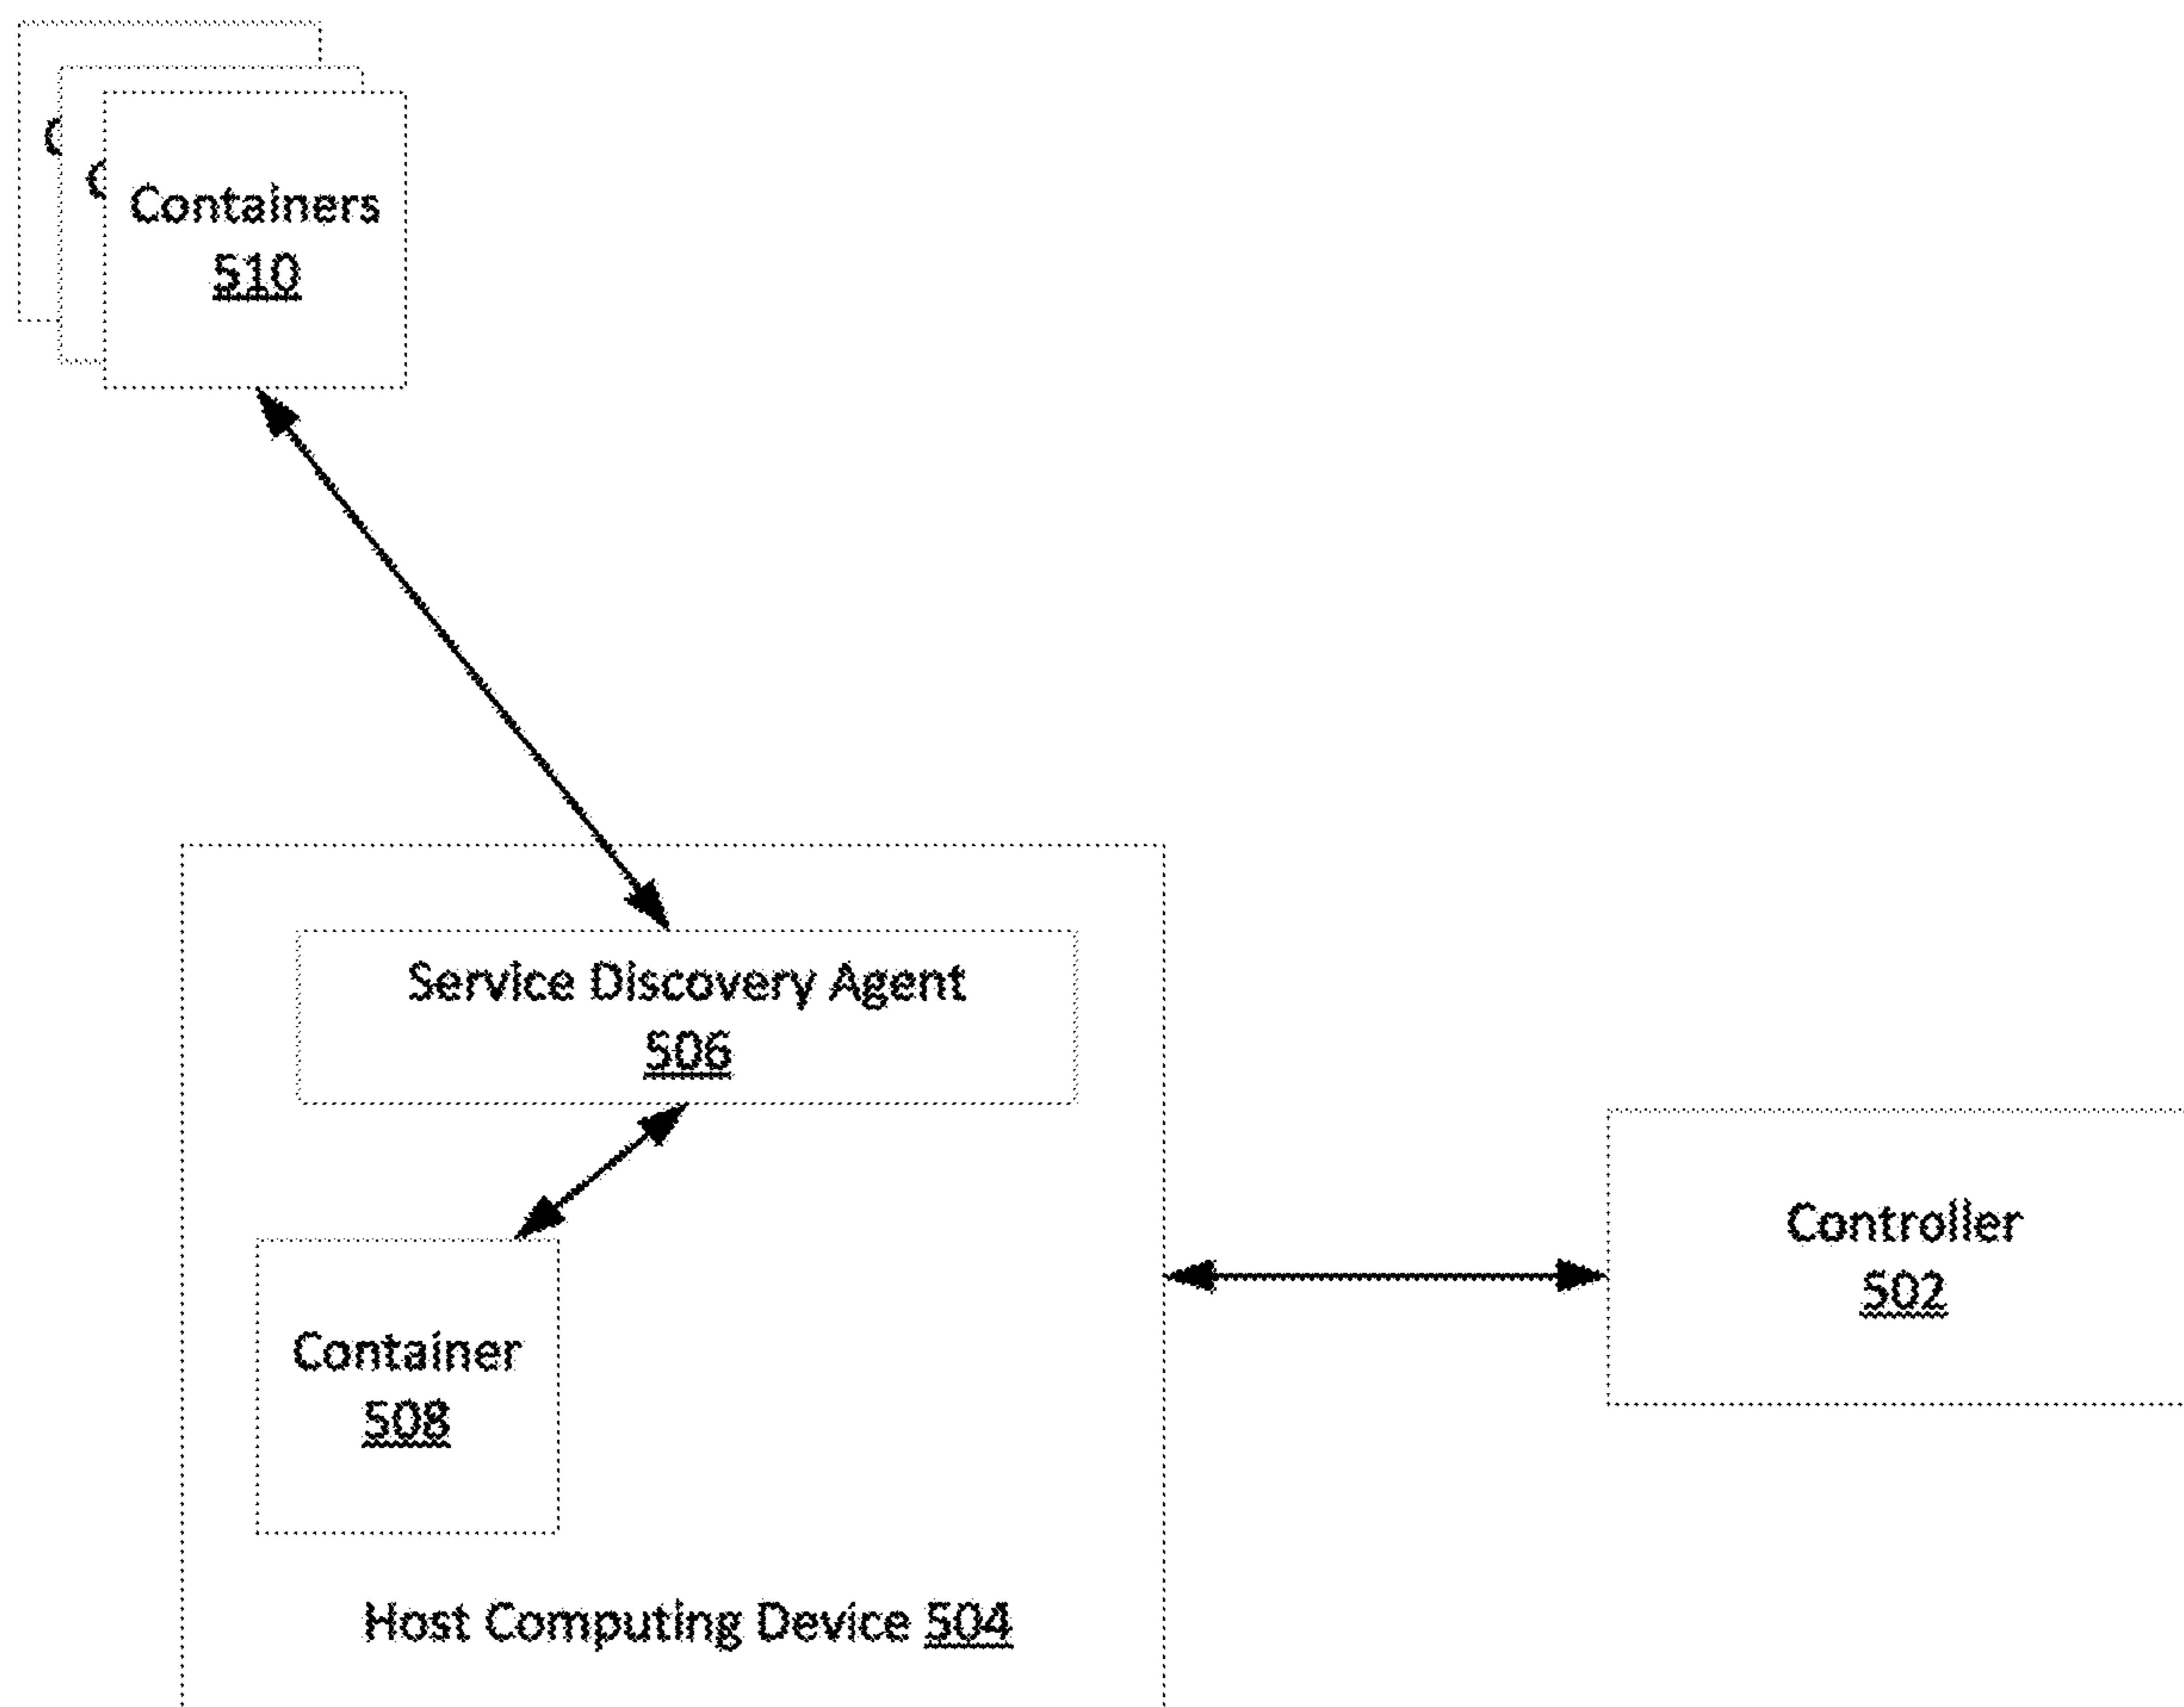 Containers
510
Service Discovery Agent
506
Controller
502
Container
508
Host Computing Device 504